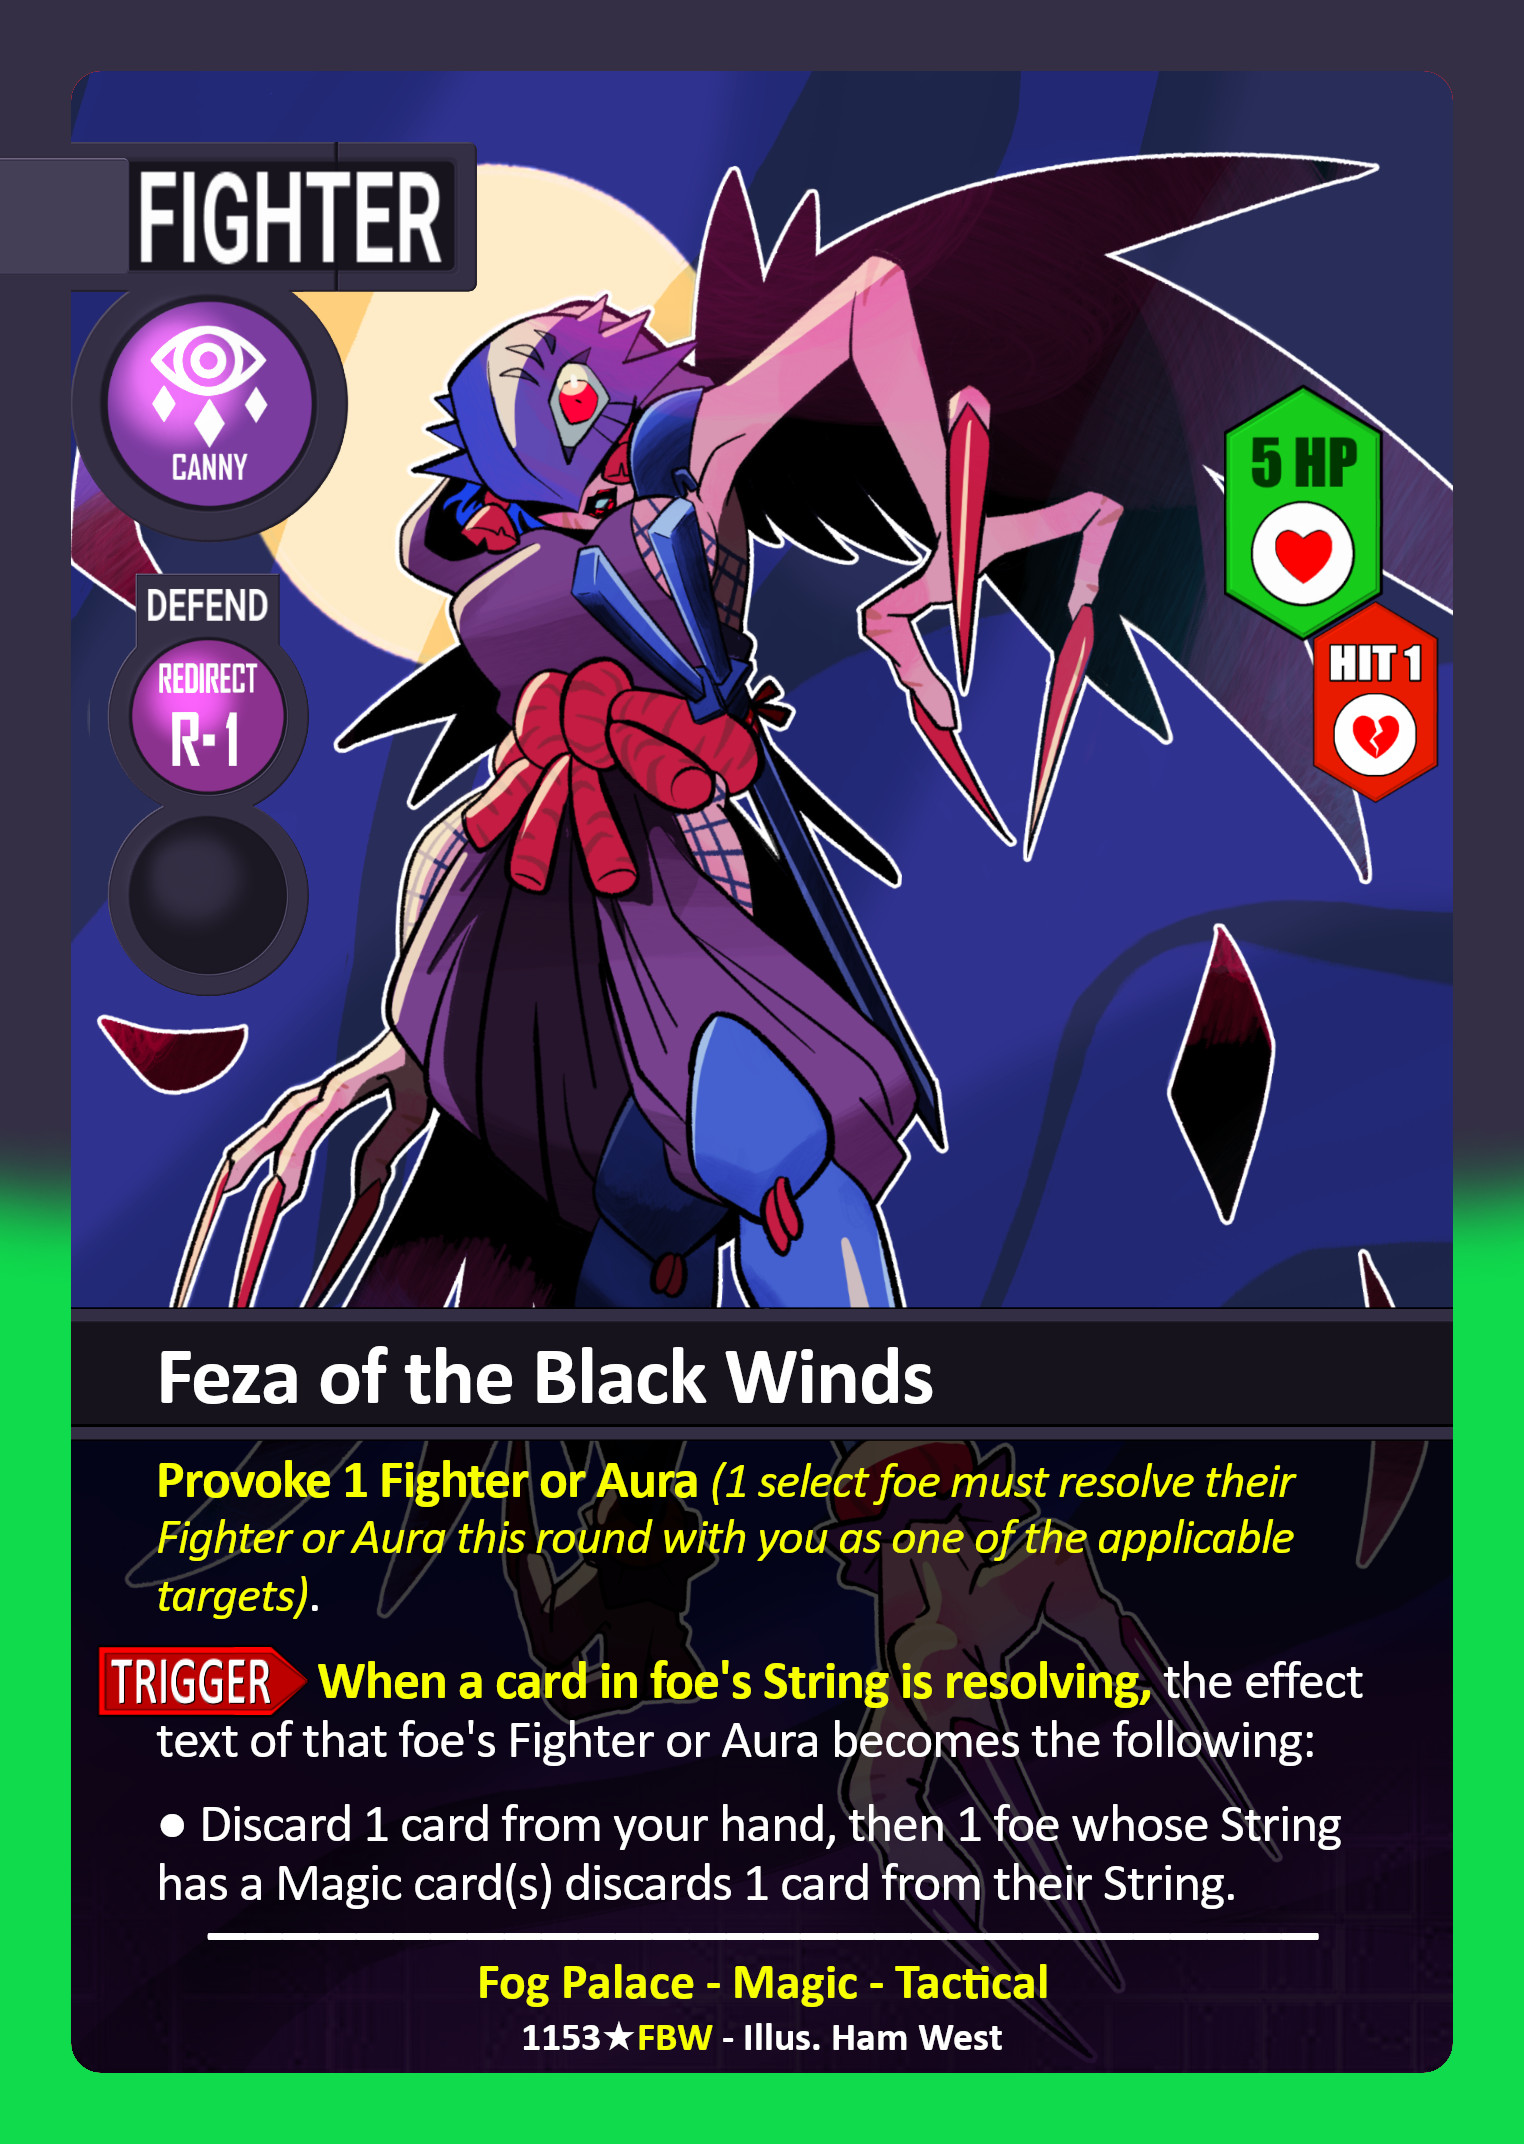 FIGHTER
CANNY
DEFEND
REDIRECT
R-1
5 HP
HIT 1
Feza of the Black Winds
Provoke 1 Fighter or Aura (1 select foe must resolve their
Fighter or Aura this round with you as one of the applicable
targets).
TRIGGER When a card in foe's String is resolving, the effect
text of that foe's Fighter or Aura becomes the following:
● Discard 1 card from your hand, then 1 foe whose String
has a Magic card(s) discards 1 card from their String.
Fog Palace - Magic - Tactical
1153★FBW - Illus. Ham West